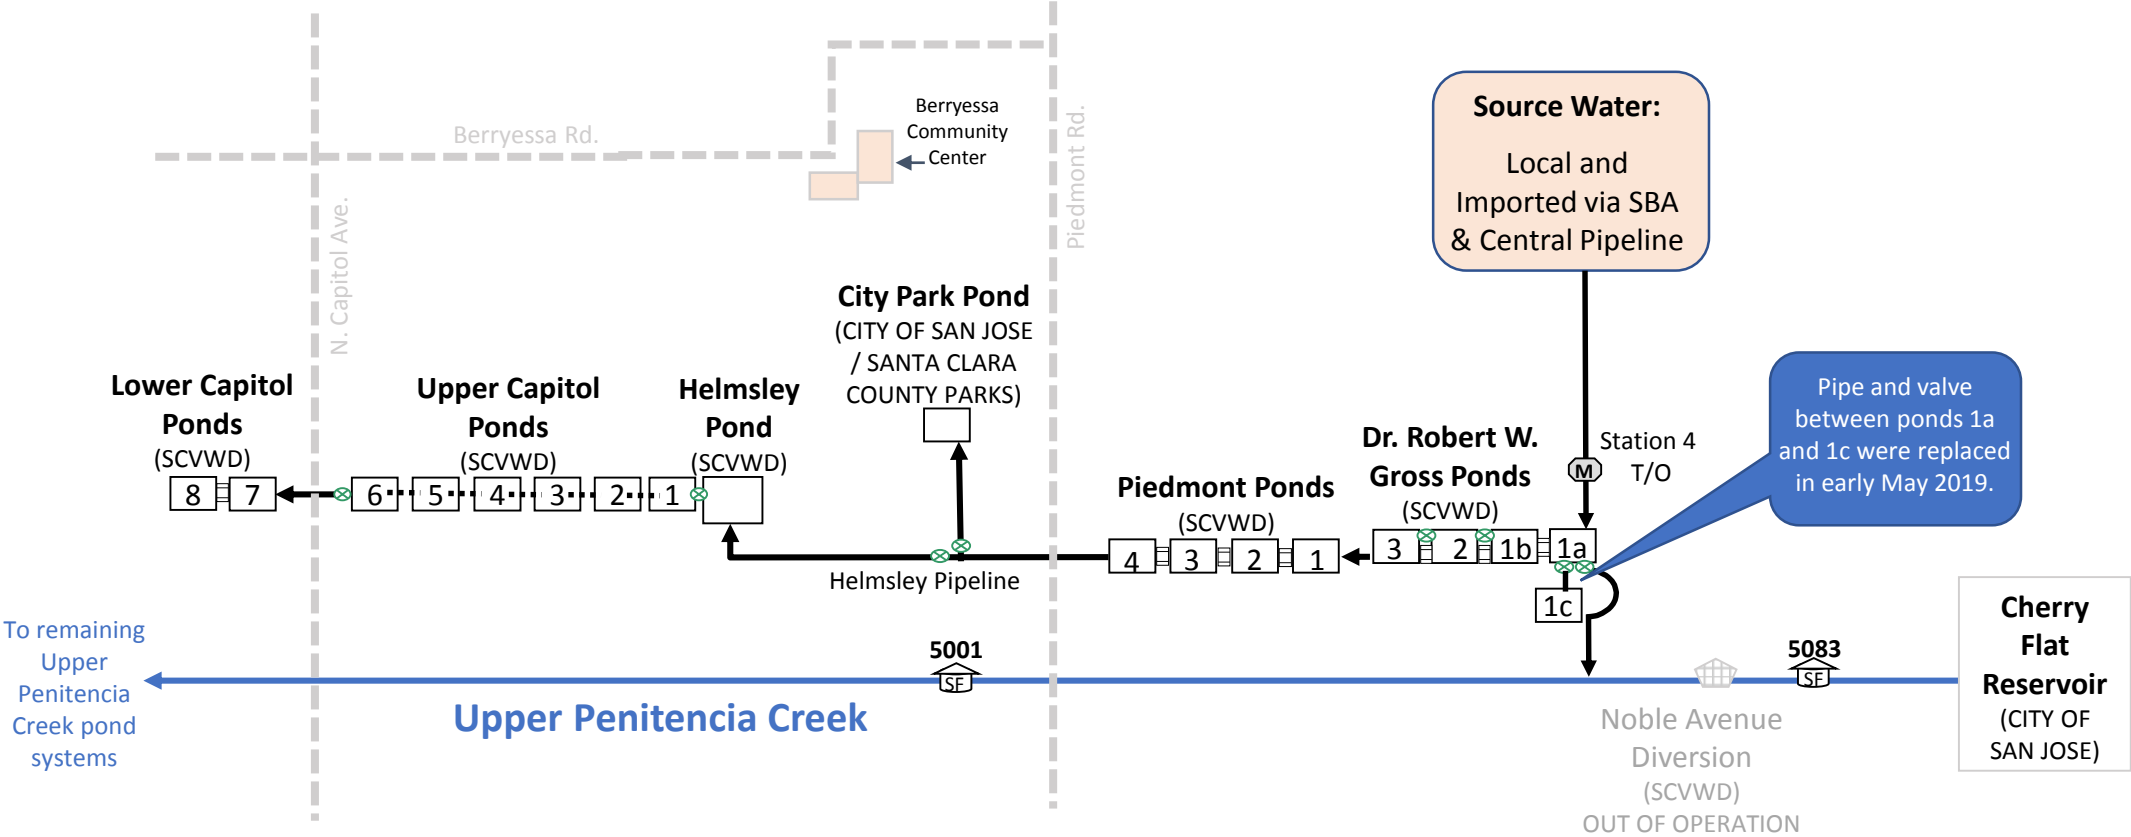 Berryessa Rd.
N. Capitol Ave.
Piedmont Rd.
Berryessa
Community
Center
Source Water:
Local and
Imported via SBA
& Central Pipeline
Station 4
T/O
M
Pipe and valve
between ponds 1a
and 1c were replaced
in early May 2019.
Lower Capitol
Ponds
(SCVWD)
8 7
Upper Capitol
Ponds
(SCVWD)
6 5 4 3 2 1
Helmsley
Pond
(SCVWD)
City Park Pond
(CITY OF SAN JOSE
/ SANTA CLARA
COUNTY PARKS)
Helmsley Pipeline
Piedmont Ponds
(SCVWD)
4 3 2 1
Dr. Robert W.
Gross Ponds
(SCVWD)
3 2 1b 1a
1c
To remaining
Upper
Penitencia
Creek pond
systems
Upper Penitencia Creek
5001
SF
5083
SF
Noble Avenue
Diversion
(SCVWD)
OUT OF OPERATION
Cherry
Flat
Reservoir
(CITY OF
SAN JOSE)